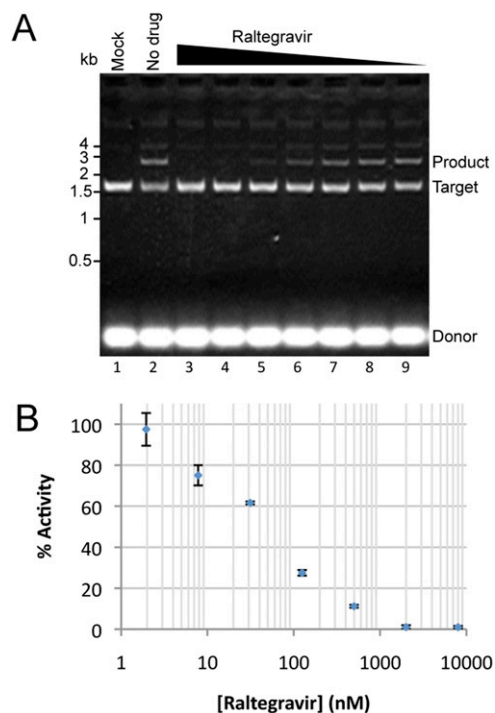 A
Mock
No drug
Raltegravir
kb
4
3
2
1.5
1
0.5
Product
Target
Donor
1 2 3 4 5 6 7 8 9
B
% Activity
100
80
60
40
20
0
1 10 100 1000 10000
[Raltegravir] (nM)